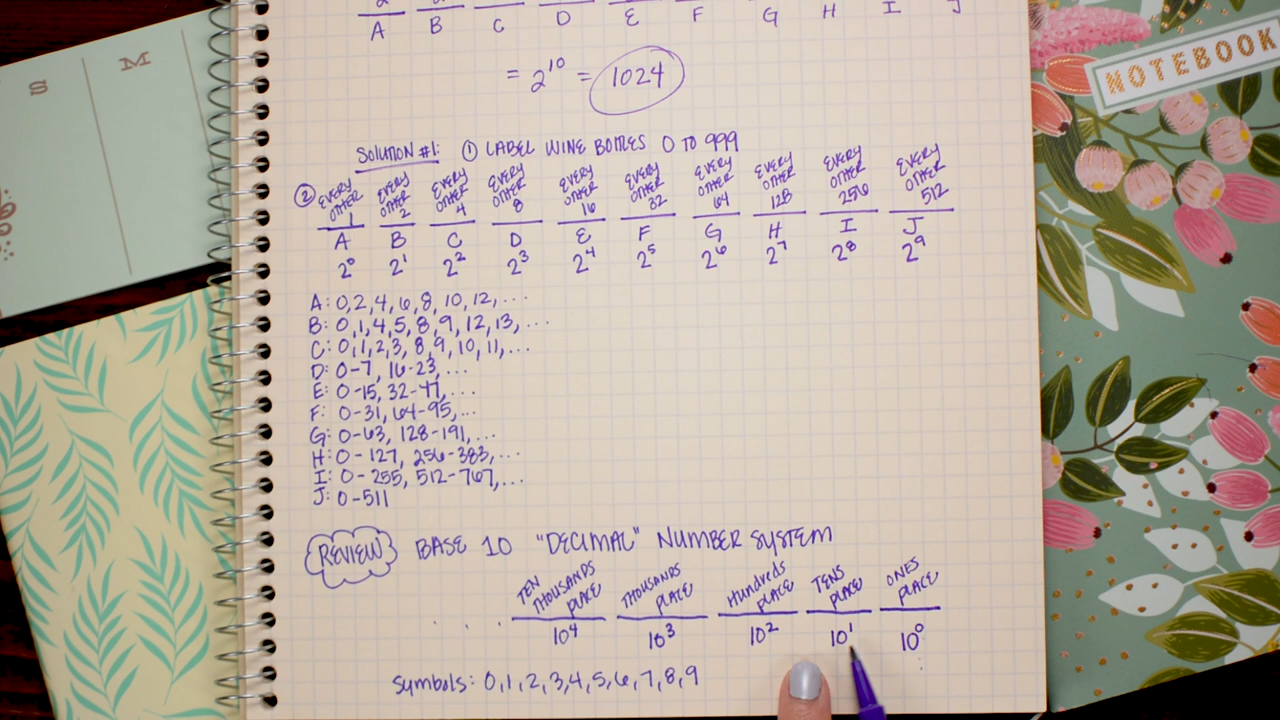 A B C D E F G H I J
= 2^10 = 1024
SOLUTION #1: ① LABEL WINE BOTTLES 0 TO 999
② EVERY OTHER 1 EVERY OTHER 2 EVERY OTHER 4 EVERY OTHER 8 EVERY OTHER 16 EVERY OTHER 32 EVERY OTHER 64 EVERY OTHER 128 EVERY OTHER 256 EVERY OTHER 512
A B C D E F G H I J
2^0 2^1 2^2 2^3 2^4 2^5 2^6 2^7 2^8 2^9
A: 0,2,4,6,8,10,12,...
B: 0,1,4,5,8,9,12,13,...
C: 0,1,2,3,8,9,10,11,...
D: 0-7, 16-23,...
E: 0-15, 32-47,...
F: 0-31, 64-95,...
G: 0-63, 128-191,...
H: 0-127, 256-383,...
I: 0-255, 512-767,...
J: 0-511
REVIEW BASE 10 "DECIMAL" NUMBER SYSTEM
TEN THOUSANDS PLACE THOUSANDS PLACE HUNDREDS PLACE TENS PLACE ONES PLACE
. . . 10^4 10^3 10^2 10^1 10^0
symbols: 0,1,2,3,4,5,6,7,8,9
S M
NOTEBOOK